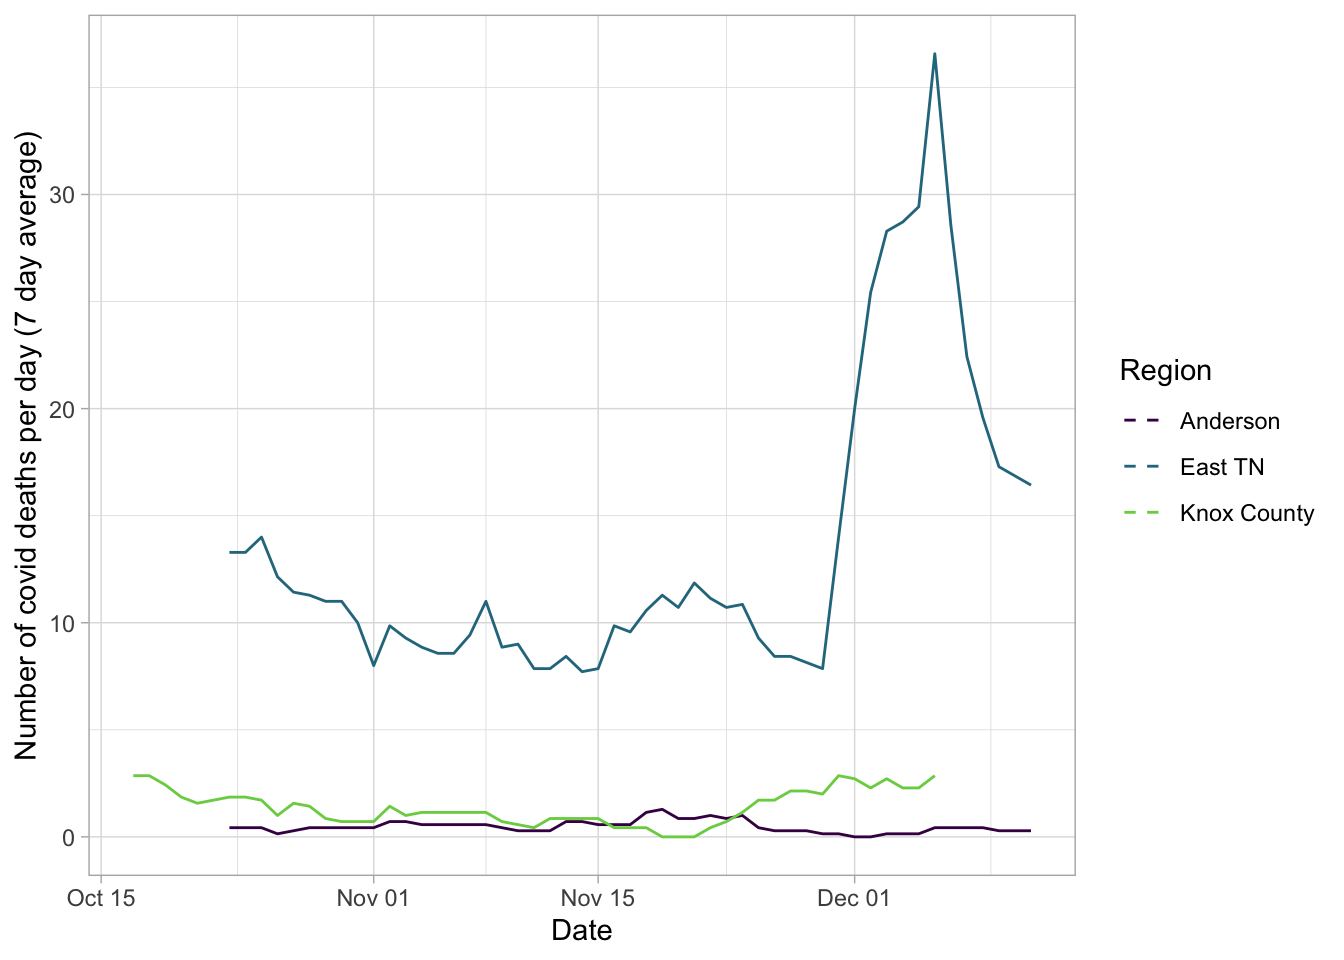 Number of covid deaths per day (7 day average)
30
20
10
0
Oct 15
Nov 01
Nov 15
Dec 01
Date
Region
Anderson
East TN
Knox County